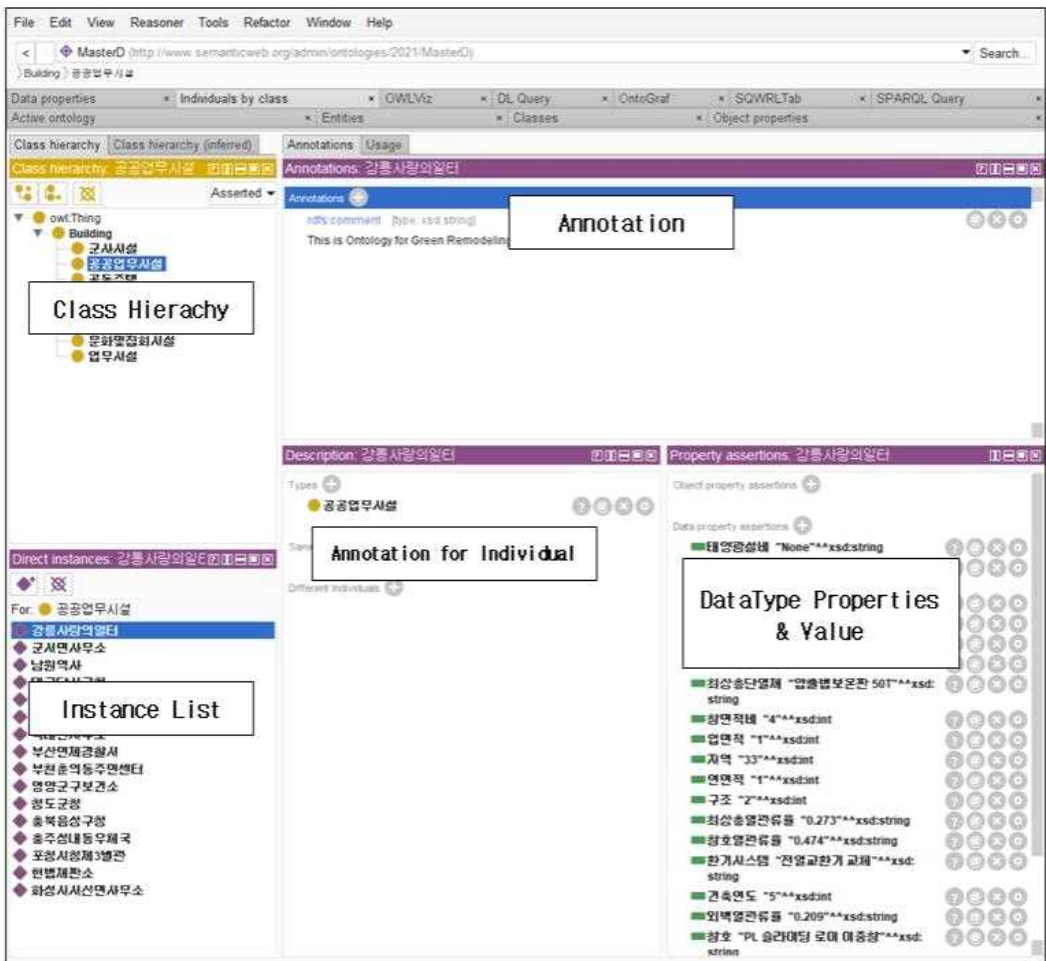 File Edit View Reasoner Tools Refactor Window Help
< MasterD (http://www.semanticweb.org/admin/ontologies/2021/MasterD) Search...
Building 공공업무시설
Data properties Individuals by class OWLViz DL Query OntoGraf SQWRLTab SPARQL Query
Active ontology Entities Classes Object properties
Class hierarchy Class hierarchy (inferred)
Class hierarchy: 공공업무시설
Asserted
owl:Thing
Building
군사시설
공공업무시설
공동주택
Class Hierachy
문화및집회시설
업무시설
Annotations Usage
Annotations: 강릉사랑의일터
Annotations
rdfs:comment [type: xsd:string]
This is Ontology for Green Remodeling
Annotation
Direct instances: 강릉사랑의일터
For: 공공업무시설
강릉사랑의일터
군서면사무소
남원역사
Instance List
부산연제경찰서
부천춘의동주민센터
영양군구보건소
청도군청
충북음성구청
충주성내동우체국
포청시청제3별관
헌법재판소
화성시서신면사무소
Description: 강릉사랑의일터
Types
공공업무시설
Annotation for Individual
Different Individuals
Property assertions: 강릉사랑의일터
Object property assertions
Data property assertions
태양광설비 "None"^^xsd:string
DataType Properties
& Value
최상층단열재 "압출법보온판 50T"^^xsd:
string
창면적비 "4"^^xsd:int
업면적 "1"^^xsd:int
지역 "33"^^xsd:int
연면적 "1"^^xsd:int
구조 "2"^^xsd:int
최상층열관류율 "0.273"^^xsd:string
창호열관류율 "0.474"^^xsd:string
환기시스템 "전열교환기 교체"^^xsd:
string
건축연도 "5"^^xsd:int
외벽열관류율 "0.209"^^xsd:string
창호 "PL 슬라이딩 로이 이중창"^^xsd:
string